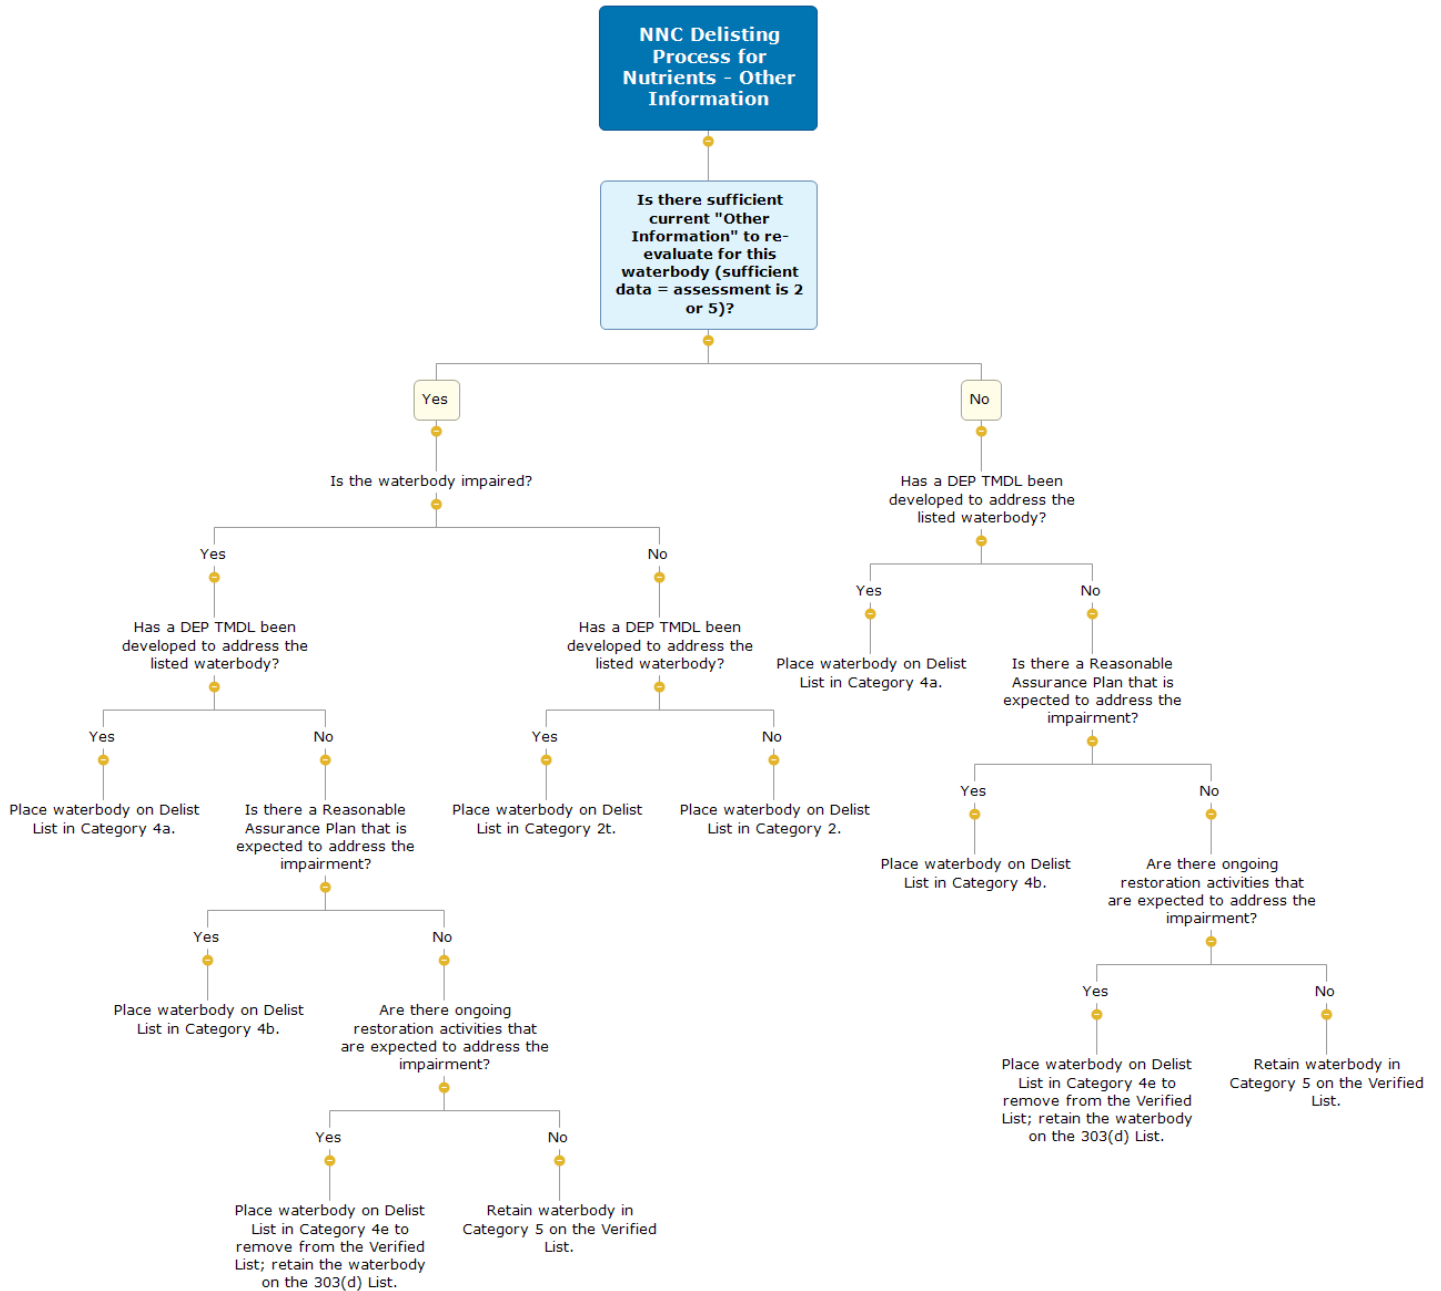 NNC Delisting
Process for
Nutrients - Other
Information
Is there sufficient
current "Other
Information" to re-
evaluate for this
waterbody (sufficient
data = assessment is 2
or 5)?
Yes
No
Is the waterbody impaired?
Has a DEP TMDL been
developed to address the
listed waterbody?
Yes
No
Yes
No
Has a DEP TMDL been
developed to address the
listed waterbody?
Has a DEP TMDL been
developed to address the
listed waterbody?
Place waterbody on Delist
List in Category 4a.
Is there a Reasonable
Assurance Plan that is
expected to address the
impairment?
Yes
No
Yes
No
Yes
No
Place waterbody on Delist
List in Category 4a.
Is there a Reasonable
Assurance Plan that is
expected to address the
impairment?
Place waterbody on Delist
List in Category 2t.
Place waterbody on Delist
List in Category 2.
Place waterbody on Delist
List in Category 4b.
Are there ongoing
restoration activities that
are expected to address the
impairment?
Yes
No
Yes
No
Place waterbody on Delist
List in Category 4b.
Are there ongoing
restoration activities that
are expected to address the
impairment?
Place waterbody on Delist
List in Category 4e to
remove from the Verified
List; retain the waterbody
on the 303(d) List.
Retain waterbody in
Category 5 on the Verified
List.
Yes
No
Place waterbody on Delist
List in Category 4e to
remove from the Verified
List; retain the waterbody
on the 303(d) List.
Retain waterbody in
Category 5 on the Verified
List.